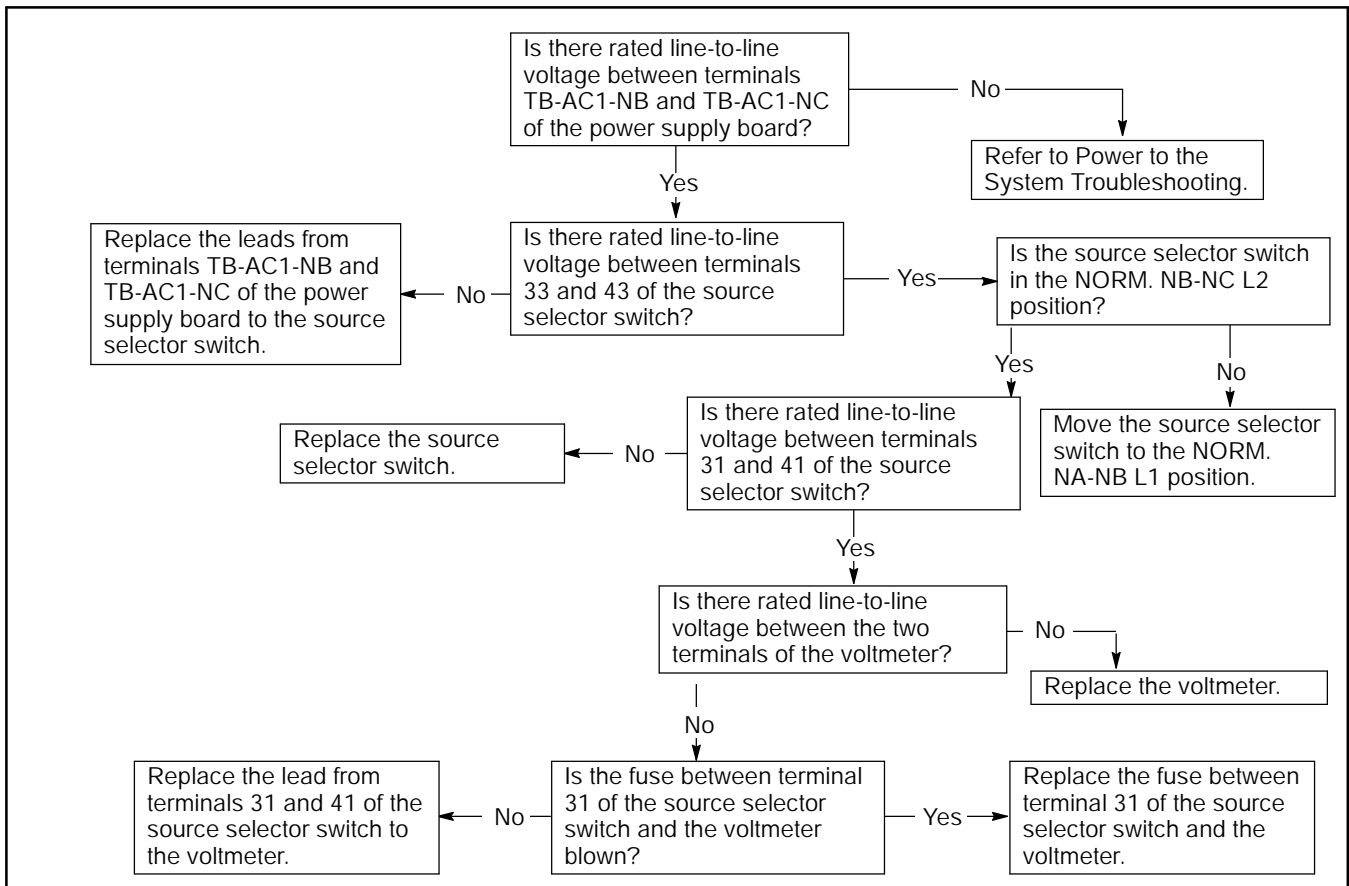 Is there rated line-to-line
voltage between terminals
TB-AC1-NB and TB-AC1-NC
of the power supply board?
No
Refer to Power to the
System Troubleshooting.
Yes
Replace the leads from
terminals TB-AC1-NB and
TB-AC1-NC of the power
supply board to the source
selector switch.
No
Is there rated line-to-line
voltage between terminals
33 and 43 of the source
selector switch?
Yes
Is the source selector switch
in the NORM. NB-NC L2
position?
Yes
No
Replace the source
selector switch.
No
Is there rated line-to-line
voltage between terminals
31 and 41 of the source
selector switch?
Move the source selector
switch to the NORM.
NA-NB L1 position.
Yes
Is there rated line-to-line
voltage between the two
terminals of the voltmeter?
No
Replace the voltmeter.
No
Replace the lead from
terminals 31 and 41 of the
source selector switch to
the voltmeter.
No
Is the fuse between terminal
31 of the source selector
switch and the voltmeter
blown?
Yes
Replace the fuse between
terminal 31 of the source
selector switch and the
voltmeter.